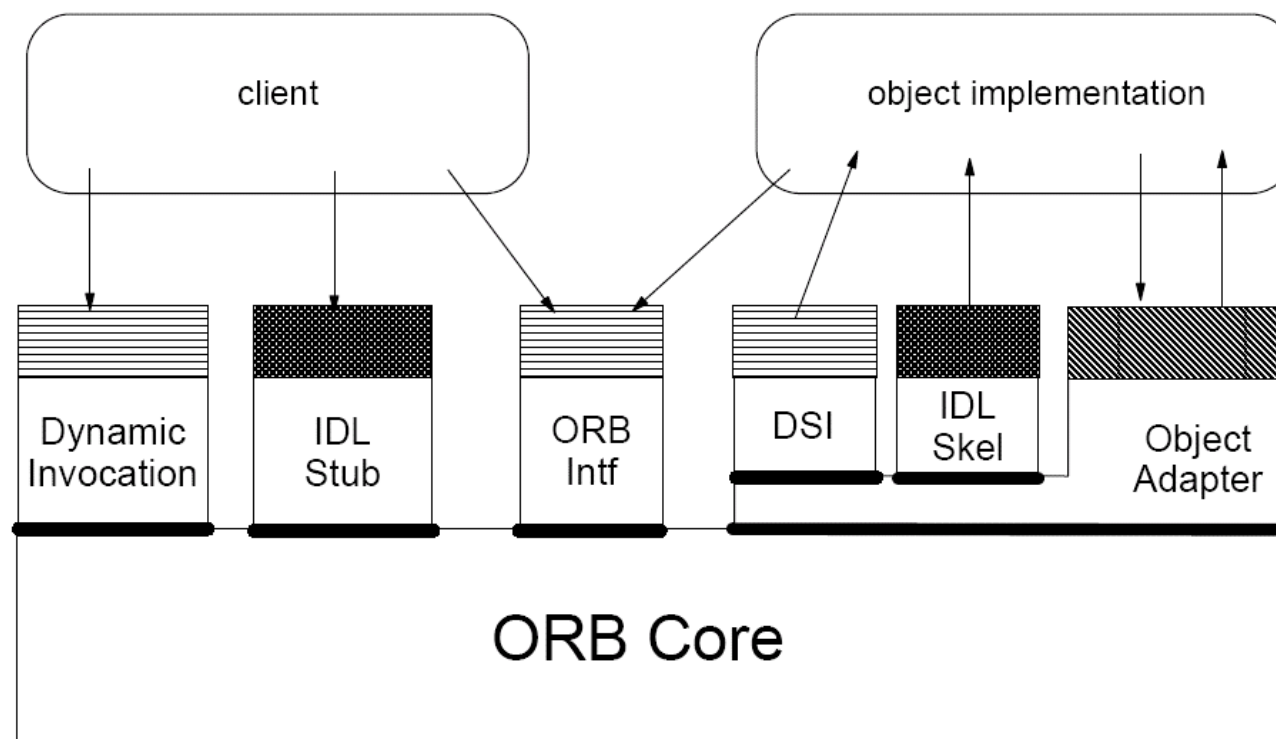 client
object implementation
Dynamic
Invocation
IDL
Stub
ORB
Intf
DSI
IDL
Skel
Object
Adapter
ORB Core